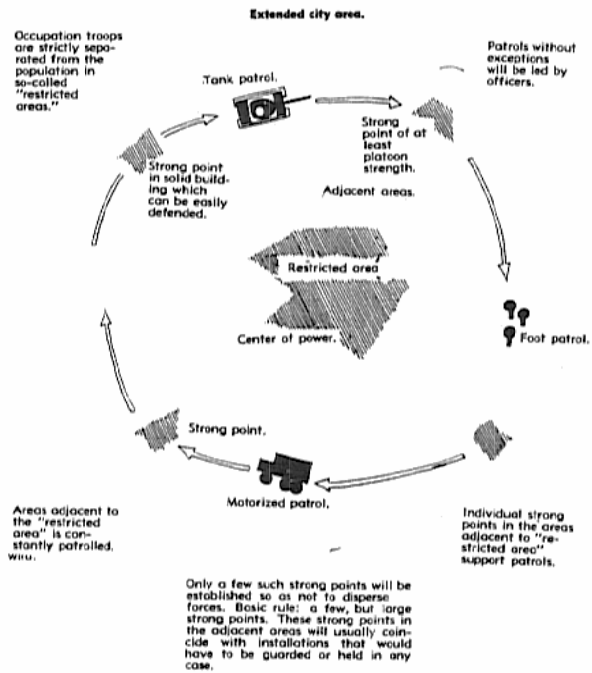 Extended city area.
Occupation troops
are strictly sepa-
rated from the
population in
so-called
"restricted
areas."
Tank patrol.
Patrols without
exceptions
will be led by
officers.
Strong
point of at
least
platoon
strength.
Strong point
in solid build-
ing which
can be easily
defended.
Adjacent areas.
Restricted area
Center of power.
Foot patrol.
Strong point.
Motorized patrol.
Areas adjacent to
the "restricted
area" is con-
stantly patrolled.
Individual strong
points in the areas
adjacent to "re-
stricted area"
support patrols.
Only a few such strong points will be
established so as not to disperse
forces. Basic rule: a few, but large
strong points. These strong points in
the adjacent areas will usually coin-
cide with installations that would
have to be guarded or held in any
case.